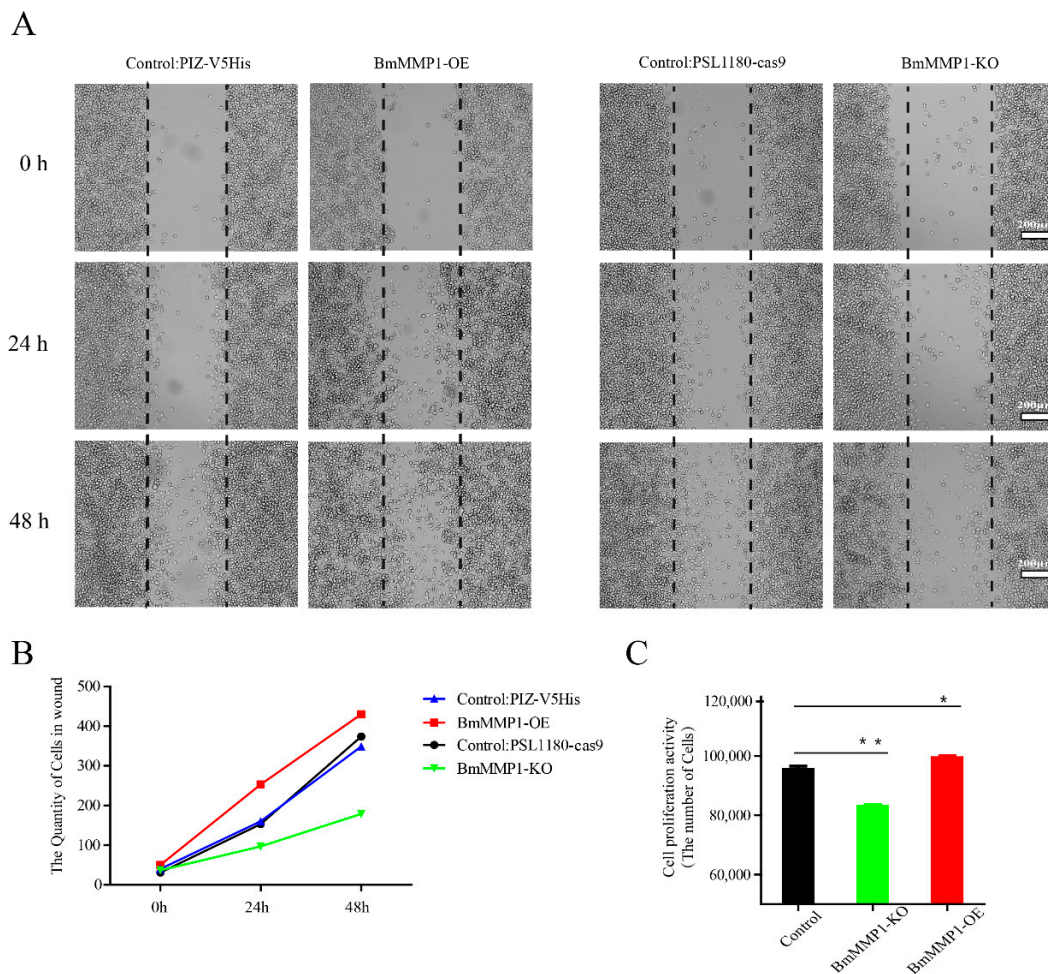 A
Control:PIZ-V5His BmMMP1-OE Control:PSL1180-cas9 BmMMP1-KO
0 h
200μm
24 h
200μm
48 h
200μm
B
The Quantity of Cells in wound
500
400
300
200
100
0
0h 24h 48h
Control:PIZ-V5His
BmMMP1-OE
Control:PSL1180-cas9
BmMMP1-KO
C
Cell proliferation activity
(The number of Cells)
120,000
100,000
80,000
60,000
*
* *
Control
BmMMP1-KO
BmMMP1-OE